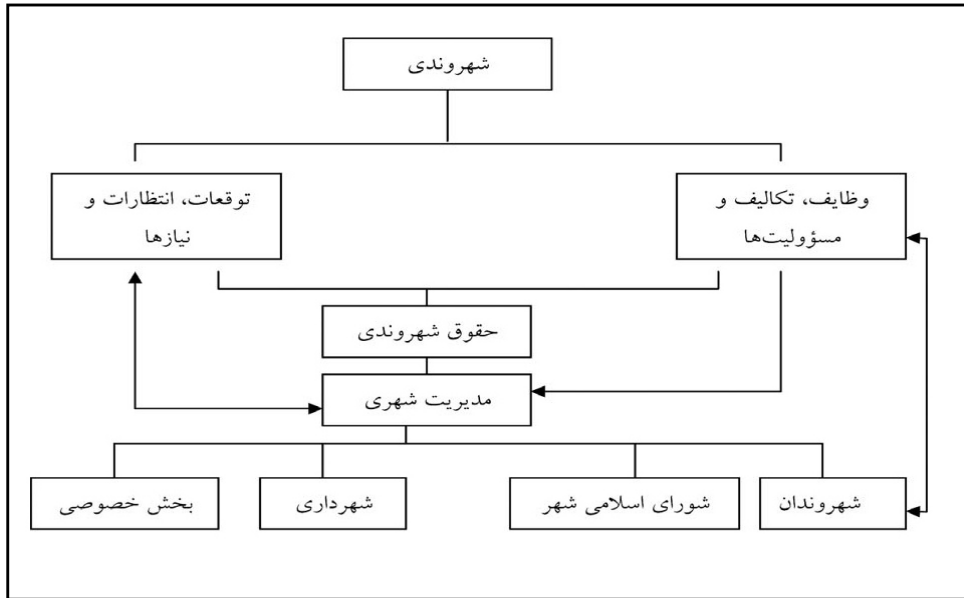 شهروندی
وظایف، تکالیف و
مسؤولیت‌ها
توقعات، انتظارات و
نیازها
حقوق شهروندی
مدیریت شهری
شهروندان
شورای اسلامی شهر
شهرداری
بخش خصوصی